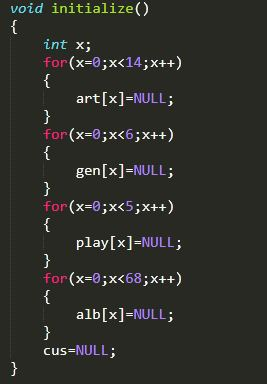 void initialize()
{
    int x;
    for(x=0;x<14;x++)
    {
        art[x]=NULL;
    }
    for(x=0;x<6;x++)
    {
        gen[x]=NULL;
    }
    for(x=0;x<5;x++)
    {
        play[x]=NULL;
    }
    for(x=0;x<68;x++)
    {
        alb[x]=NULL;
    }
    cus=NULL;
}